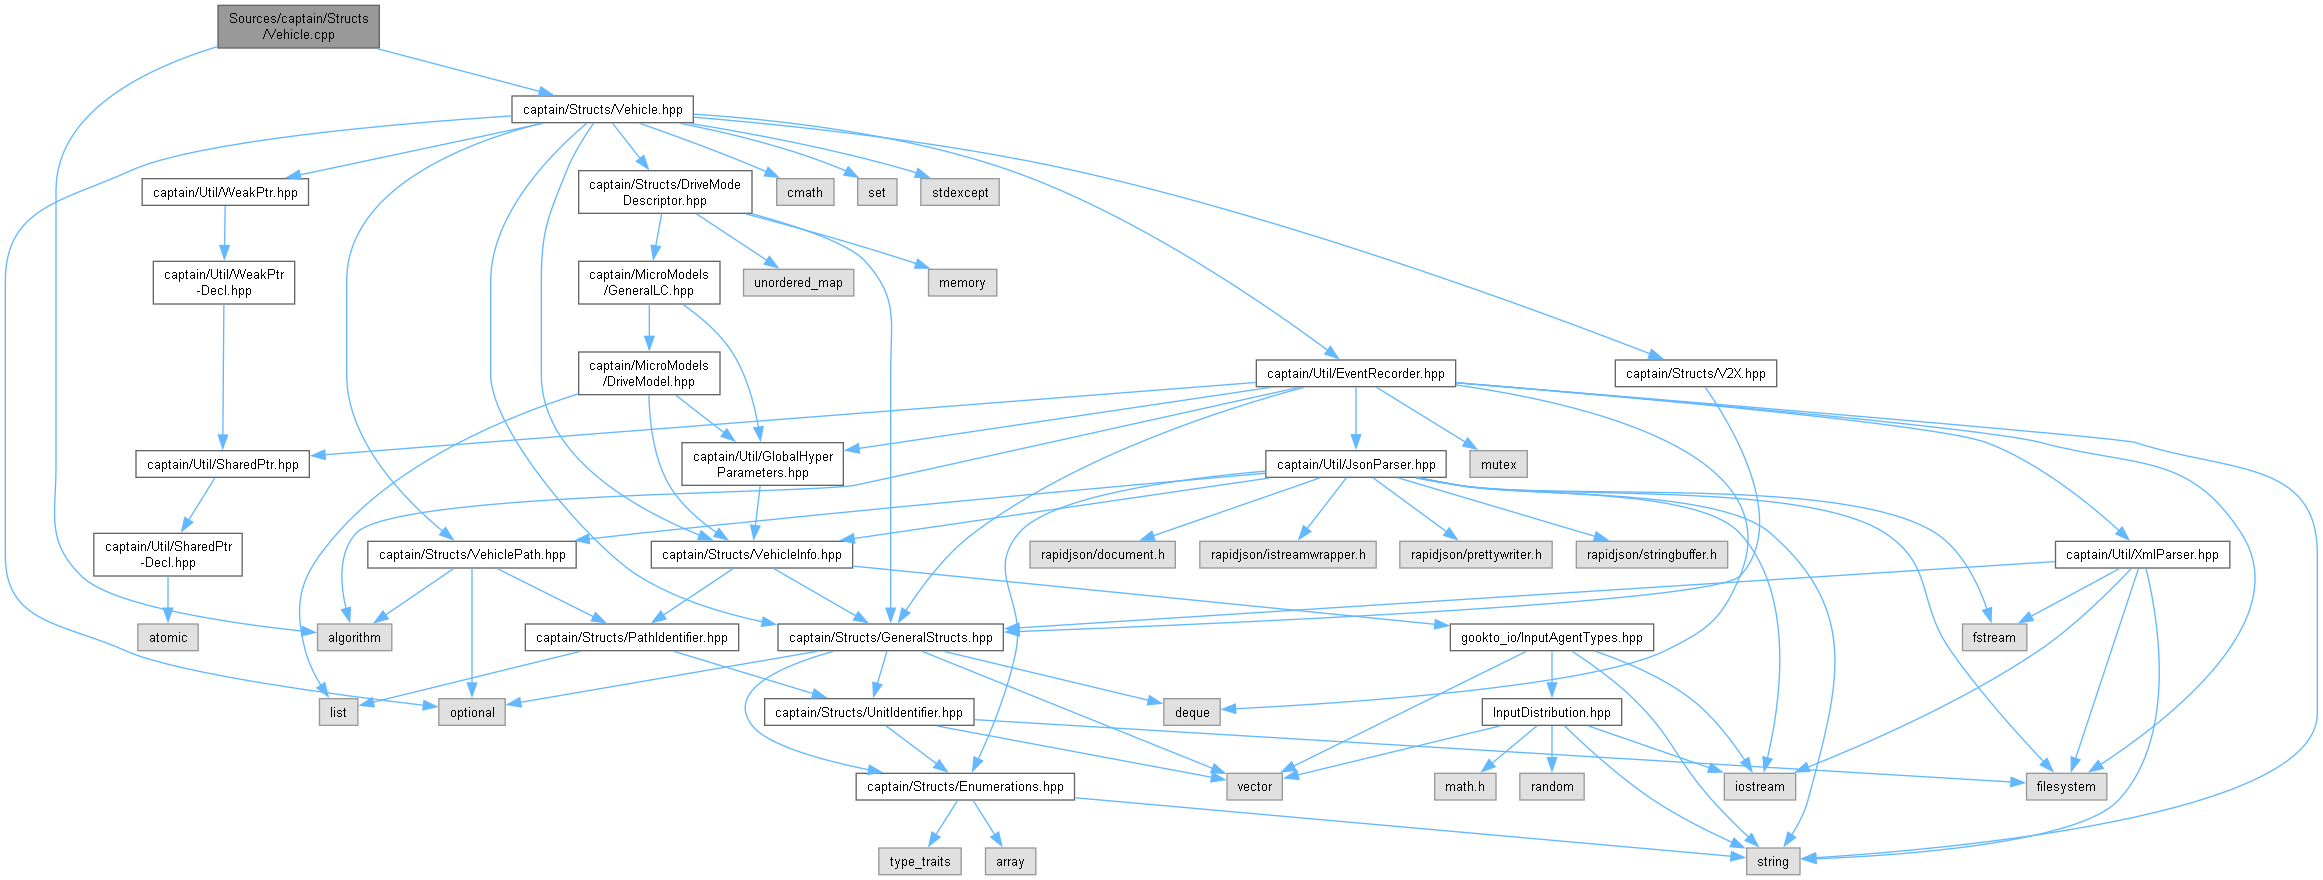 Sources/captain/Structs
/Vehicle.cpp
captain/Structs/Vehicle.hpp
captain/Util/WeakPtr.hpp
captain/Structs/DriveMode
Descriptor.hpp
cmath
set
stdexcept
captain/Util/WeakPtr
-Decl.hpp
captain/MicroModels
/GeneralLC.hpp
unordered_map
memory
captain/MicroModels
/DriveModel.hpp
captain/Util/EventRecorder.hpp
captain/Structs/V2X.hpp
captain/Util/SharedPtr.hpp
captain/Util/GlobalHyper
Parameters.hpp
captain/Util/JsonParser.hpp
mutex
captain/Util/SharedPtr
-Decl.hpp
captain/Structs/VehiclePath.hpp
captain/Structs/VehicleInfo.hpp
rapidjson/document.h
rapidjson/istreamwrapper.h
rapidjson/prettywriter.h
rapidjson/stringbuffer.h
captain/Util/XmlParser.hpp
atomic
algorithm
captain/Structs/PathIdentifier.hpp
captain/Structs/GeneralStructs.hpp
gookto_io/InputAgentTypes.hpp
fstream
list
optional
captain/Structs/UnitIdentifier.hpp
deque
InputDistribution.hpp
captain/Structs/Enumerations.hpp
vector
math.h
random
iostream
filesystem
type_traits
array
string